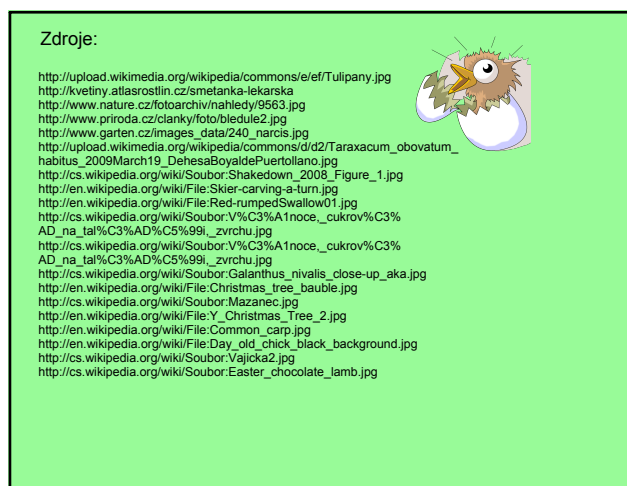 Zdroje:
http://upload.wikimedia.org/wikipedia/commons/e/ef/Tulipany.jpg
http://kvetiny.atlasrostlin.cz/smetanka-lekarska
http://www.nature.cz/fotoarchiv/nahledy/9563.jpg
http://www.priroda.cz/clanky/foto/bledule2.jpg
http://www.garten.cz/images_data/240_narcis.jpg
http://upload.wikimedia.org/wikipedia/commons/d/d2/Taraxacum_obovatum_
habitus_2009March19_DehesaBoyaldePuertollano.jpg
http://cs.wikipedia.org/wiki/Soubor:Shakedown_2008_Figure_1.jpg
http://en.wikipedia.org/wiki/File:Skier-carving-a-turn.jpg
http://en.wikipedia.org/wiki/File:Red-rumpedSwallow01.jpg
http://cs.wikipedia.org/wiki/Soubor:V%C3%A1noce,_cukrov%C3%
AD_na_tal%C3%AD%C5%99i,_zvrchu.jpg
http://cs.wikipedia.org/wiki/Soubor:V%C3%A1noce,_cukrov%C3%
AD_na_tal%C3%AD%C5%99i,_zvrchu.jpg
http://cs.wikipedia.org/wiki/Soubor:Galanthus_nivalis_close-up_aka.jpg
http://en.wikipedia.org/wiki/File:Christmas_tree_bauble.jpg
http://cs.wikipedia.org/wiki/Soubor:Mazanec.jpg
http://en.wikipedia.org/wiki/File:Y_Christmas_Tree_2.jpg
http://en.wikipedia.org/wiki/File:Common_carp.jpg
http://en.wikipedia.org/wiki/File:Day_old_chick_black_background.jpg
http://cs.wikipedia.org/wiki/Soubor:Vajicka2.jpg
http://cs.wikipedia.org/wiki/Soubor:Easter_chocolate_lamb.jpg